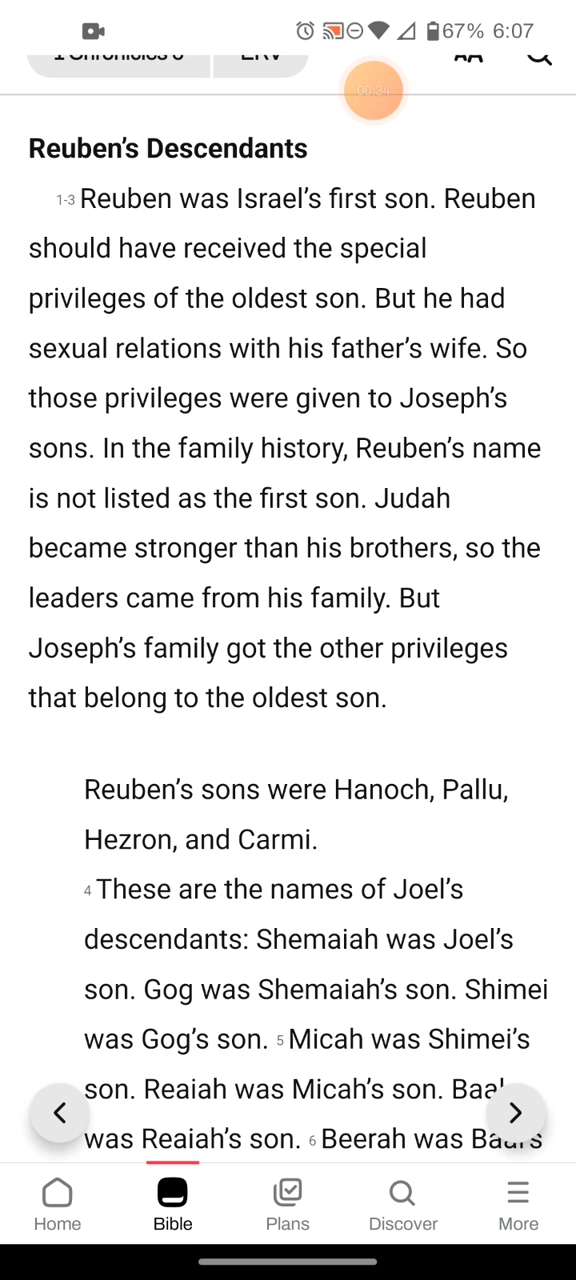 67% 6:07
ERV
AA
00:34
Reuben's Descendants
1-3 Reuben was Israel's first son. Reuben
should have received the special
privileges of the oldest son. But he had
sexual relations with his father's wife. So
those privileges were given to Joseph's
sons. In the family history, Reuben's name
is not listed as the first son. Judah
became stronger than his brothers, so the
leaders came from his family. But
Joseph's family got the other privileges
that belong to the oldest son.
Reuben's sons were Hanoch, Pallu,
Hezron, and Carmi.
4 These are the names of Joel's
descendants: Shemaiah was Joel's
son. Gog was Shemaiah's son. Shimei
was Gog's son. 5 Micah was Shimei's
son. Reaiah was Micah's son. Baal
was Reaiah's son. 6 Beerah was Baal's
Home
Bible
Plans
Discover
More